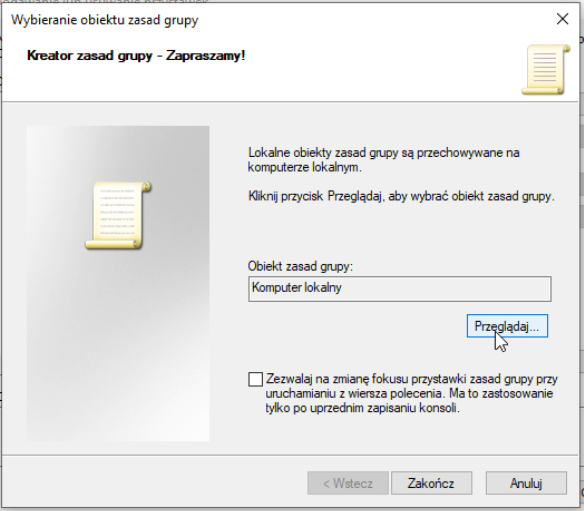 Wybieranie obiektu zasad grupy
Kreator zasad grupy - Zapraszamy!
Lokalne obiekty zasad grupy są przechowywane na
komputerze lokalnym.
Kliknij przycisk Przeglądaj, aby wybrać obiekt zasad grupy.
Obiekt zasad grupy:
Komputer lokalny
Przeglądaj...
Zezwalaj na zmianę fokusu przystawki zasad grupy przy
uruchamianiu z wiersza polecenia. Ma to zastosowanie
tylko po uprzednim zapisaniu konsoli.
< Wstecz
Zakończ
Anuluj